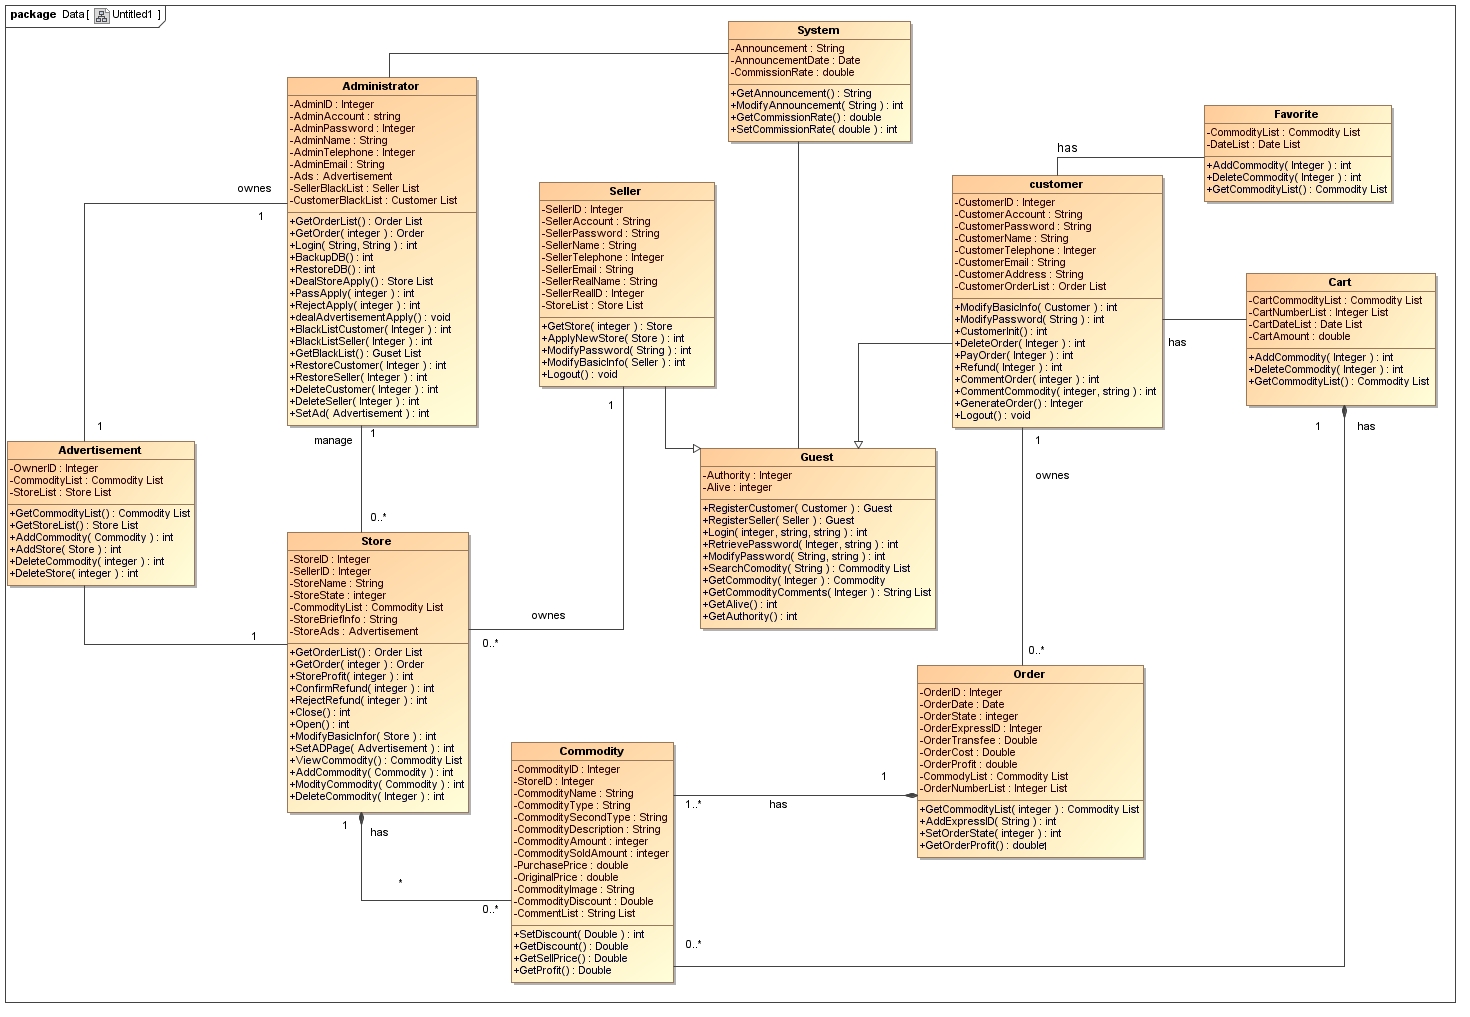 package Data [ Untitled1 ]
System
-Announcement : String
-AnnouncementDate : Date
-CommissionRate : double
+GetAnnouncement() : String
+ModifyAnnouncement( String ) : int
+GetCommissionRate() : double
+SetCommissionRate( double ) : int
Administrator
-AdminID : Integer
-AdminAccount : string
-AdminPassword : Integer
-AdminName : String
-AdminTelephone : Integer
-AdminEmail : String
-Ads : Advertisement
-SellerBlackList : Seller List
-CustomerBlackList : Customer List
+GetOrderList() : Order List
+GetOrder( integer ) : Order
+Login( String, String ) : int
+BackupDB() : int
+RestoreDB() : int
+DealStoreApply() : Store List
+PassApply( integer ) : int
+RejectApply( integer ) : int
+dealAdvertisementApply() : void
+BlackListCustomer( Integer ) : int
+BlackListSeller( Integer ) : int
+GetBlackList() : Guset List
+RestoreCustomer( Integer ) : int
+RestoreSeller( Integer ) : int
+DeleteCustomer( Integer ) : int
+DeleteSeller( Integer ) : int
+SetAd( Advertisement ) : int
Seller
-SellerID : Integer
-SellerAccount : String
-SellerPassword : String
-SellerName : String
-SellerTelephone : Integer
-SellerEmail : String
-SellerRealName : String
-SellerRealID : Integer
-StoreList : Store List
+GetStore( integer ) : Store
+ApplyNewStore( Store ) : int
+ModifyPassword( String ) : int
+ModifyBasicInfo( Seller ) : int
+Logout() : void
customer
-CustomerID : Integer
-CustomerAccount : String
-CustomerPassword : String
-CustomerName : String
-CustomerTelephone : Integer
-CustomerEmail : String
-CustomerAddress : String
-CustomerOrderList : Order List
+ModifyBasicInfo( Customer ) : int
+ModifyPassword( String ) : int
+CustomerInit() : int
+DeleteOrder( Integer ) : int
+PayOrder( Integer ) : int
+Refund( Integer ) : int
+CommentOrder( integer ) : int
+CommentCommodity( integer, string ) : int
+GenerateOrder() : Integer
+Logout() : void
has
Favorite
-CommodityList : Commodity List
-DateList : Date List
+AddCommodity( Integer ) : int
+DeleteCommodity( Integer ) : int
+GetCommodityList() : Commodity List
has
Cart
-CartCommodityList : Commodity List
-CartNumberList : Integer List
-CartDateList : Date List
-CartAmount : double
+AddCommodity( Integer ) : int
+DeleteCommodity( Integer ) : int
+GetCommodityList() : Commodity List
1
has
ownes
1
1
Advertisement
-OwnerID : Integer
-CommodityList : Commodity List
-StoreList : Store List
+GetCommodityList() : Commodity List
+GetStoreList() : Store List
+AddCommodity( Commodity ) : int
+AddStore( Store ) : int
+DeleteCommodity( integer ) : int
+DeleteStore( integer ) : int
1
manage
1
0..*
Store
-StoreID : Integer
-SellerID : Integer
-StoreName : String
-StoreState : integer
-CommodityList : Commodity List
-StoreBriefInfo : String
-StoreAds : Advertisement
+GetOrderList() : Order List
+GetOrder( integer ) : Order
+StoreProfit( integer ) : int
+ConfirmRefund( integer ) : int
+RejectRefund( integer ) : int
+Close() : int
+Open() : int
+ModifyBasicInfor( Store ) : int
+SetADPage( Advertisement ) : int
+ViewCommodity() : Commodity List
+AddCommodity( Commodity ) : int
+ModityCommodity( Commodity ) : int
+DeleteCommodity( Integer ) : int
1
ownes
0..*
Guest
-Authority : Integer
-Alive : integer
+RegisterCustomer( Customer ) : Guest
+RegisterSeller( Seller ) : Guest
+Login( integer, string, string ) : int
+RetrievePassword( Integer, string ) : int
+ModifyPassword( String, string ) : int
+SearchComodity( String ) : Commodity List
+GetCommodity( Integer ) : Commodity
+GetCommodityComments( Integer ) : String List
+GetAlive() : int
+GetAuthority() : int
1
ownes
0..*
Order
-OrderID : Integer
-OrderDate : Date
-OrderState : integer
-OrderExpressID : Integer
-OrderTransfee : Double
-OrderCost : Double
-OrderProfit : double
-CommodyList : Commodity List
-OrderNumberList : Integer List
+GetCommodityList( integer ) : Commodity List
+AddExpressID( String ) : int
+SetOrderState( integer ) : int
+GetOrderProfit() : double
1
has
*
0..*
Commodity
-CommodityID : Integer
-StoreID : Integer
-CommodityName : String
-CommodityType : String
-CommoditySecondType : String
-CommodityDescription : String
-CommodityAmount : integer
-CommoditySoldAmount : integer
-PurchasePrice : double
-OriginalPrice : double
-CommodityImage : String
-CommodityDiscount : Double
-CommentList : String List
+SetDiscount( Double ) : int
+GetDiscount() : Double
+GetSellPrice() : Double
+GetProfit() : Double
1
1..*
has
0..*